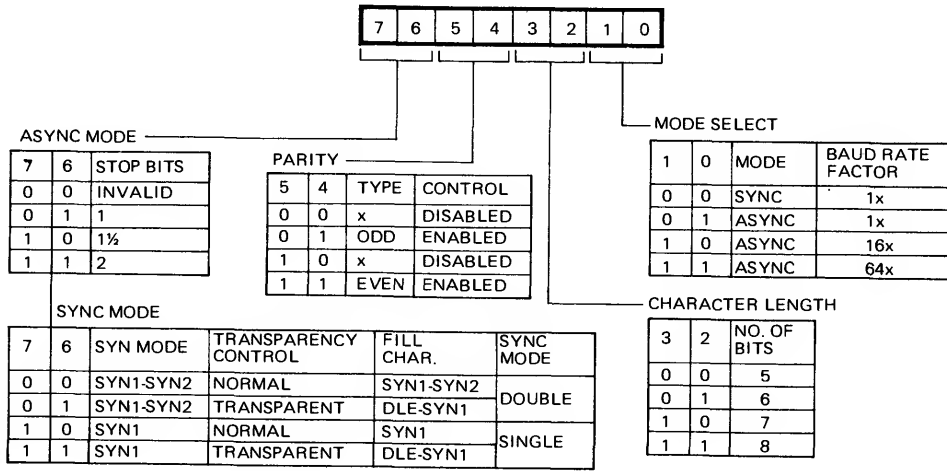 7 6 5 4 3 2 1 0
ASYNC MODE
7 6 STOP BITS
0 0 INVALID
0 1 1
1 0 1½
1 1 2
PARITY
5 4 TYPE CONTROL
0 0 x DISABLED
0 1 ODD ENABLED
1 0 x DISABLED
1 1 EVEN ENABLED
MODE SELECT
1 0 MODE BAUD RATE
FACTOR
0 0 SYNC 1x
0 1 ASYNC 1x
1 0 ASYNC 16x
1 1 ASYNC 64x
SYNC MODE
7 6 SYN MODE TRANSPARENCY FILL SYNC
CONTROL CHAR. MODE
0 0 SYN1-SYN2 NORMAL SYN1-SYN2
DOUBLE
0 1 SYN1-SYN2 TRANSPARENT DLE-SYN1
1 0 SYN1 NORMAL SYN1
SINGLE
1 1 SYN1 TRANSPARENT DLE-SYN1
CHARACTER LENGTH
3 2 NO. OF
BITS
0 0 5
0 1 6
1 0 7
1 1 8